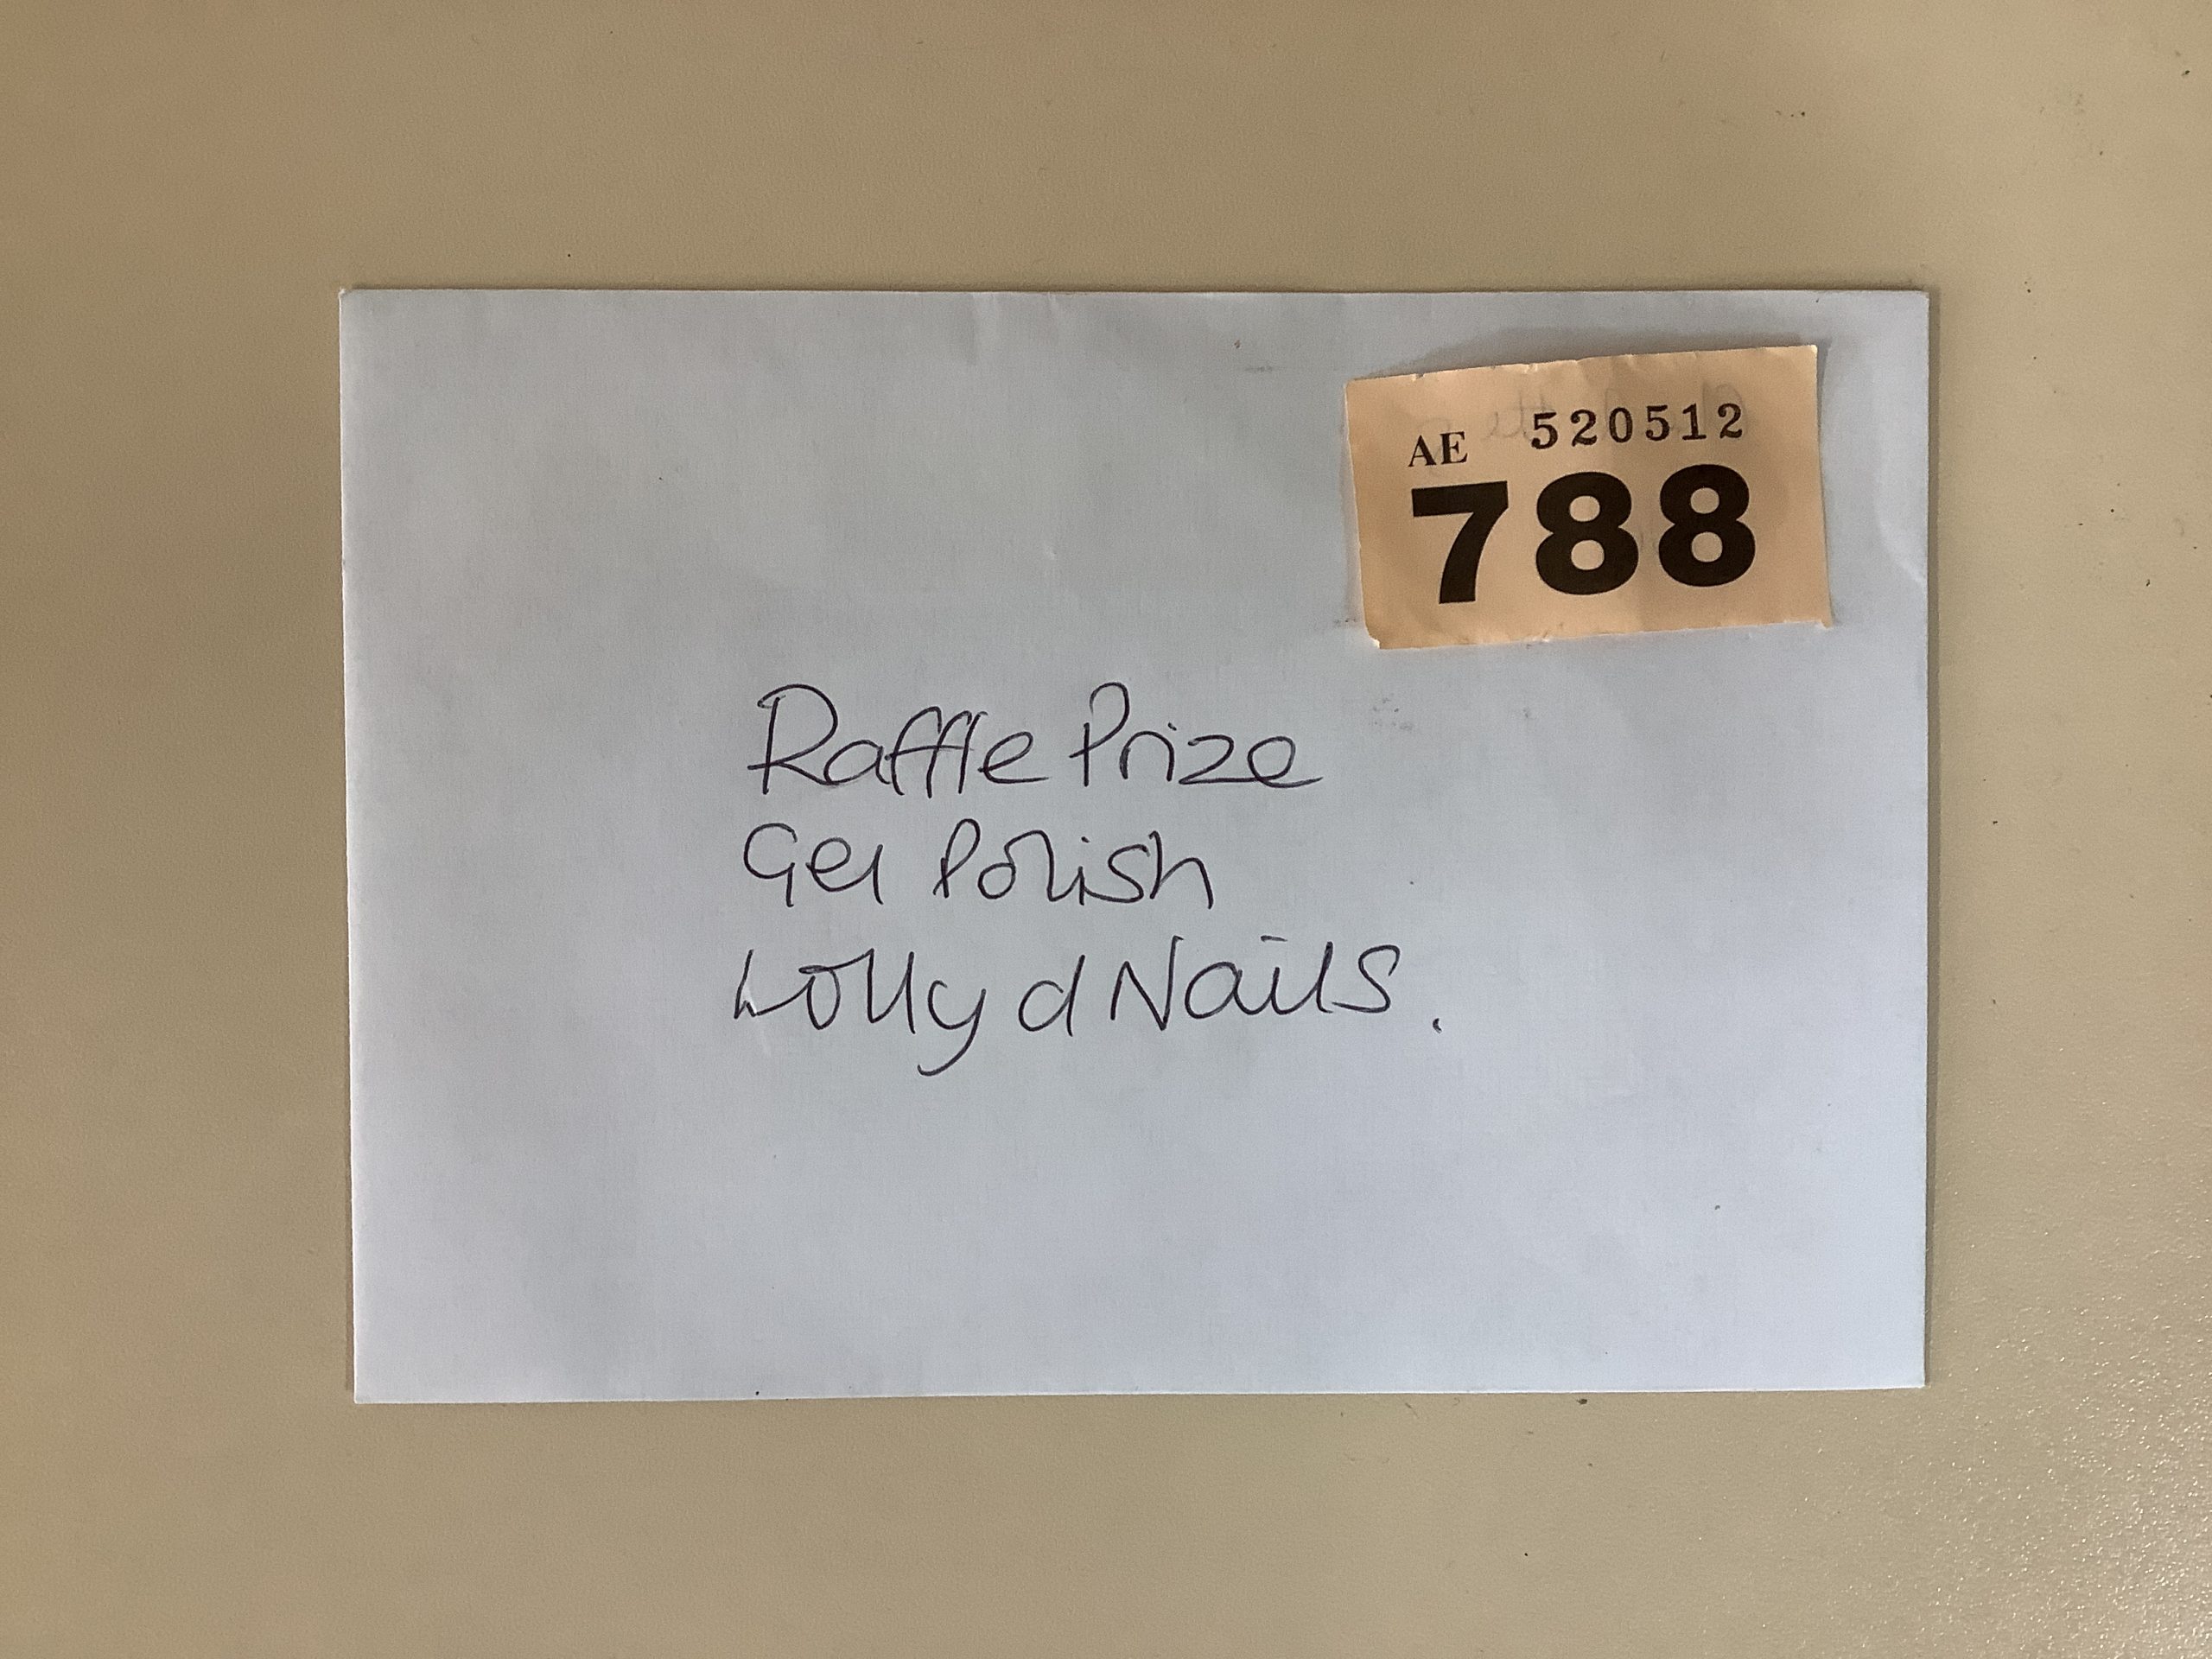 AE 520512
788
Raffle Prize
Gel Polish
Lolly d Nails.